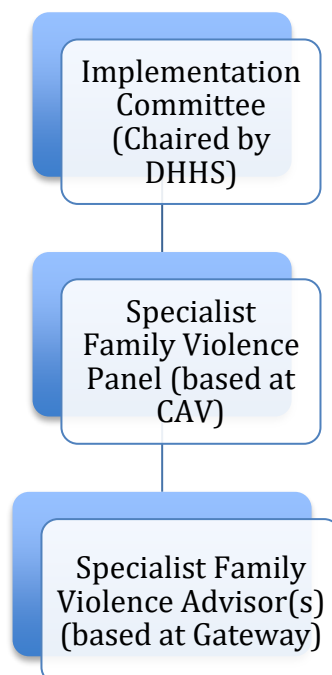 Implementation
Committee
(Chaired by
DHHS)
Specialist
Family Violence
Panel (based at
CAV)
Specialist Family
Violence Advisor(s)
(based at Gateway)